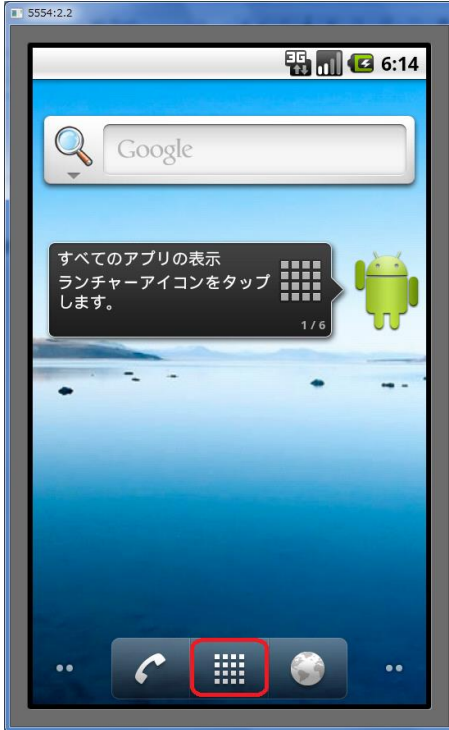 5554:2.2
3G
6:14
Google
すべてのアプリの表示
ランチャーアイコンをタップ
します。
1 / 6